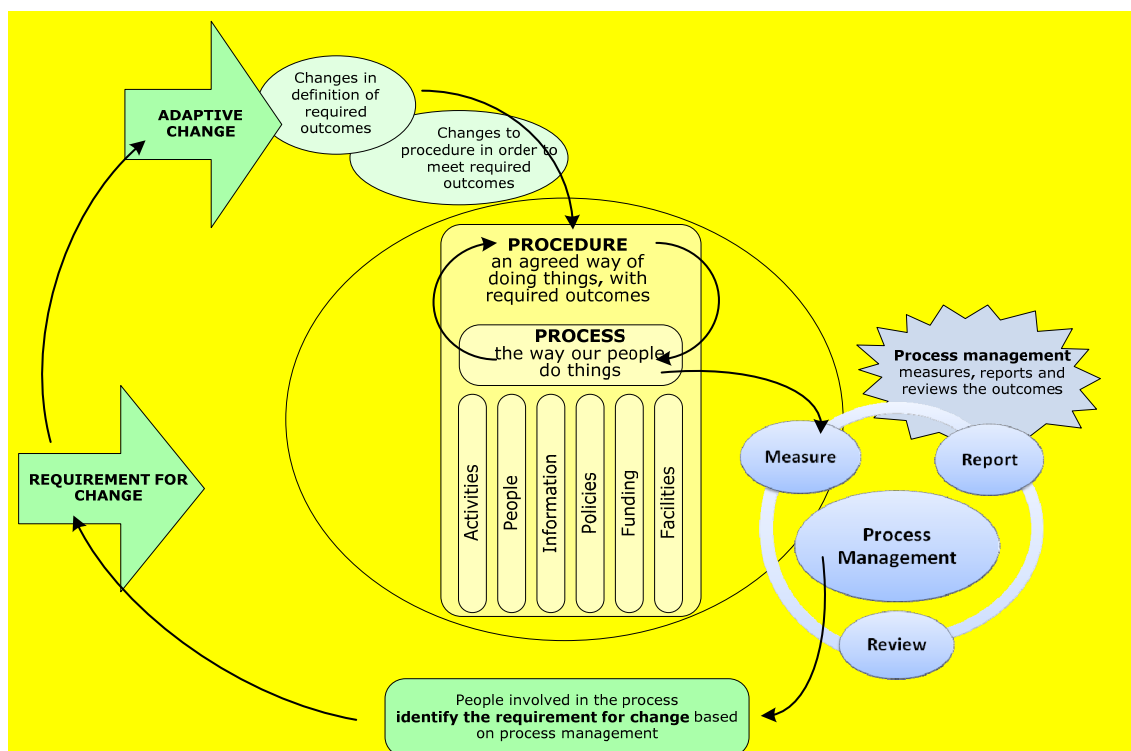 ADAPTIVE
CHANGE
Changes in
definition of
required
outcomes
Changes to
procedure in order to
meet required
outcomes
PROCEDURE
an agreed way of
doing things, with
required outcomes
PROCESS
the way our people
do things
Activities
People
Information
Policies
Funding
Facilities
Process management
measures, reports and
reviews the outcomes
Measure
Report
Process
Management
Review
REQUIREMENT FOR
CHANGE
People involved in the process
identify the requirement for change based
on process management